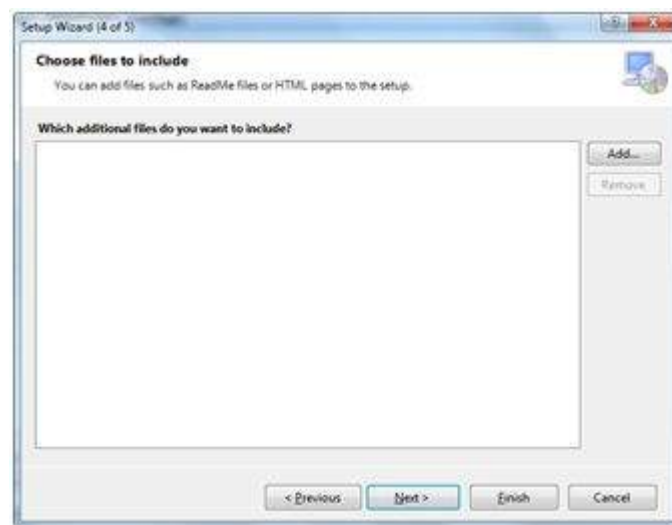 Setup Wizard (4 of 5)
Choose files to include
You can add files such as ReadMe files or HTML pages to the setup.
Which additional files do you want to include?
Add...
Remove
< Previous
Next >
Finish
Cancel